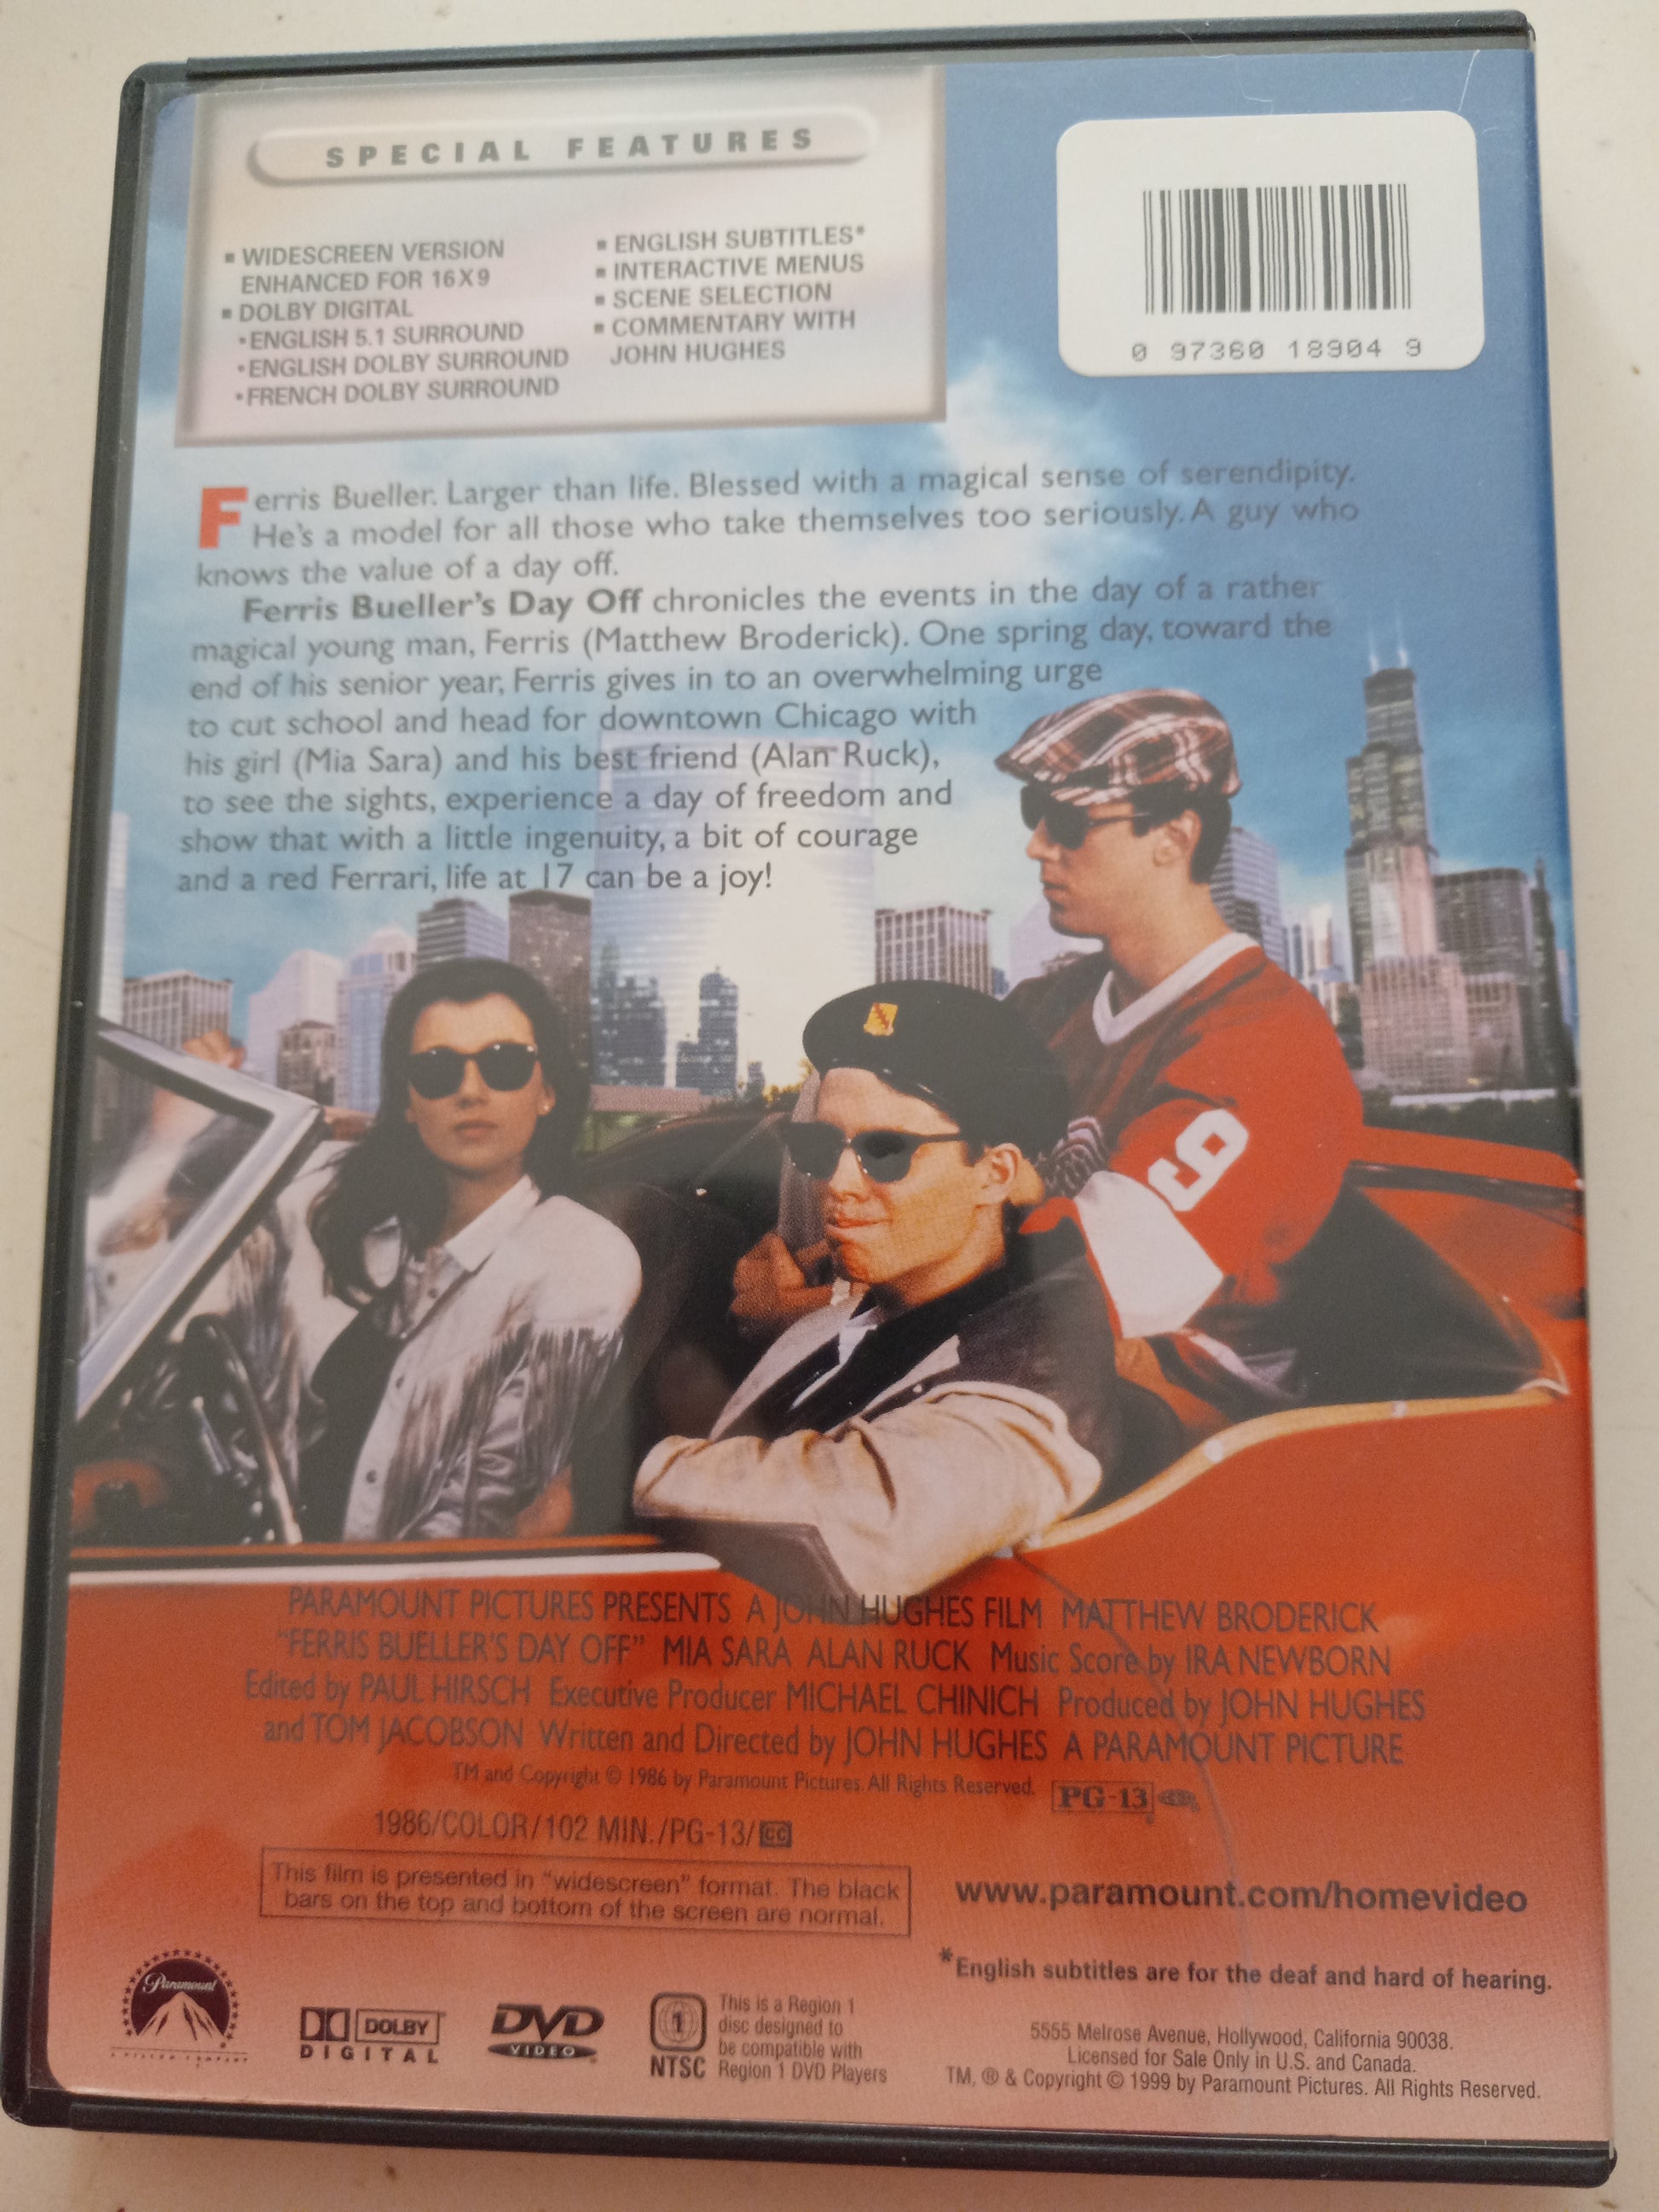 SPECIAL FEATURES
▪ WIDESCREEN VERSION
ENHANCED FOR 16X9
▪ DOLBY DIGITAL
•ENGLISH 5.1 SURROUND
•ENGLISH DOLBY SURROUND
•FRENCH DOLBY SURROUND
▪ ENGLISH SUBTITLES*
▪ INTERACTIVE MENUS
▪ SCENE SELECTION
▪ COMMENTARY WITH
JOHN HUGHES
0 97360 18904 9
Ferris Bueller. Larger than life. Blessed with a magical sense of serendipity.
He's a model for all those who take themselves too seriously. A guy who
knows the value of a day off.
Ferris Bueller's Day Off chronicles the events in the day of a rather
magical young man, Ferris (Matthew Broderick). One spring day, toward the
end of his senior year, Ferris gives in to an overwhelming urge
to cut school and head for downtown Chicago with
his girl (Mia Sara) and his best friend (Alan Ruck),
to see the sights, experience a day of freedom and
show that with a little ingenuity, a bit of courage
and a red Ferrari, life at 17 can be a joy!
9
PARAMOUNT PICTURES PRESENTS A JOHN HUGHES FILM MATTHEW BRODERICK
"FERRIS BUELLER'S DAY OFF" MIA SARA ALAN RUCK Music Score by IRA NEWBORN
Edited by PAUL HIRSCH Executive Producer MICHAEL CHINICH Produced by JOHN HUGHES
and TOM JACOBSON Written and Directed by JOHN HUGHES A PARAMOUNT PICTURE
TM and Copyright © 1986 by Paramount Pictures. All Rights Reserved. PG-13
1986/COLOR/102 MIN./PG-13/CC
This film is presented in "widescreen" format. The black
bars on the top and bottom of the screen are normal.
www.paramount.com/homevideo
*English subtitles are for the deaf and hard of hearing.
Paramount
A VIACOM COMPANY
DOLBY
DIGITAL
DVD
VIDEO
1
NTSC
This is a Region 1
disc designed to
be compatible with
Region 1 DVD Players
5555 Melrose Avenue, Hollywood, California 90038.
Licensed for Sale Only in U.S. and Canada.
TM, ® & Copyright © 1999 by Paramount Pictures. All Rights Reserved.